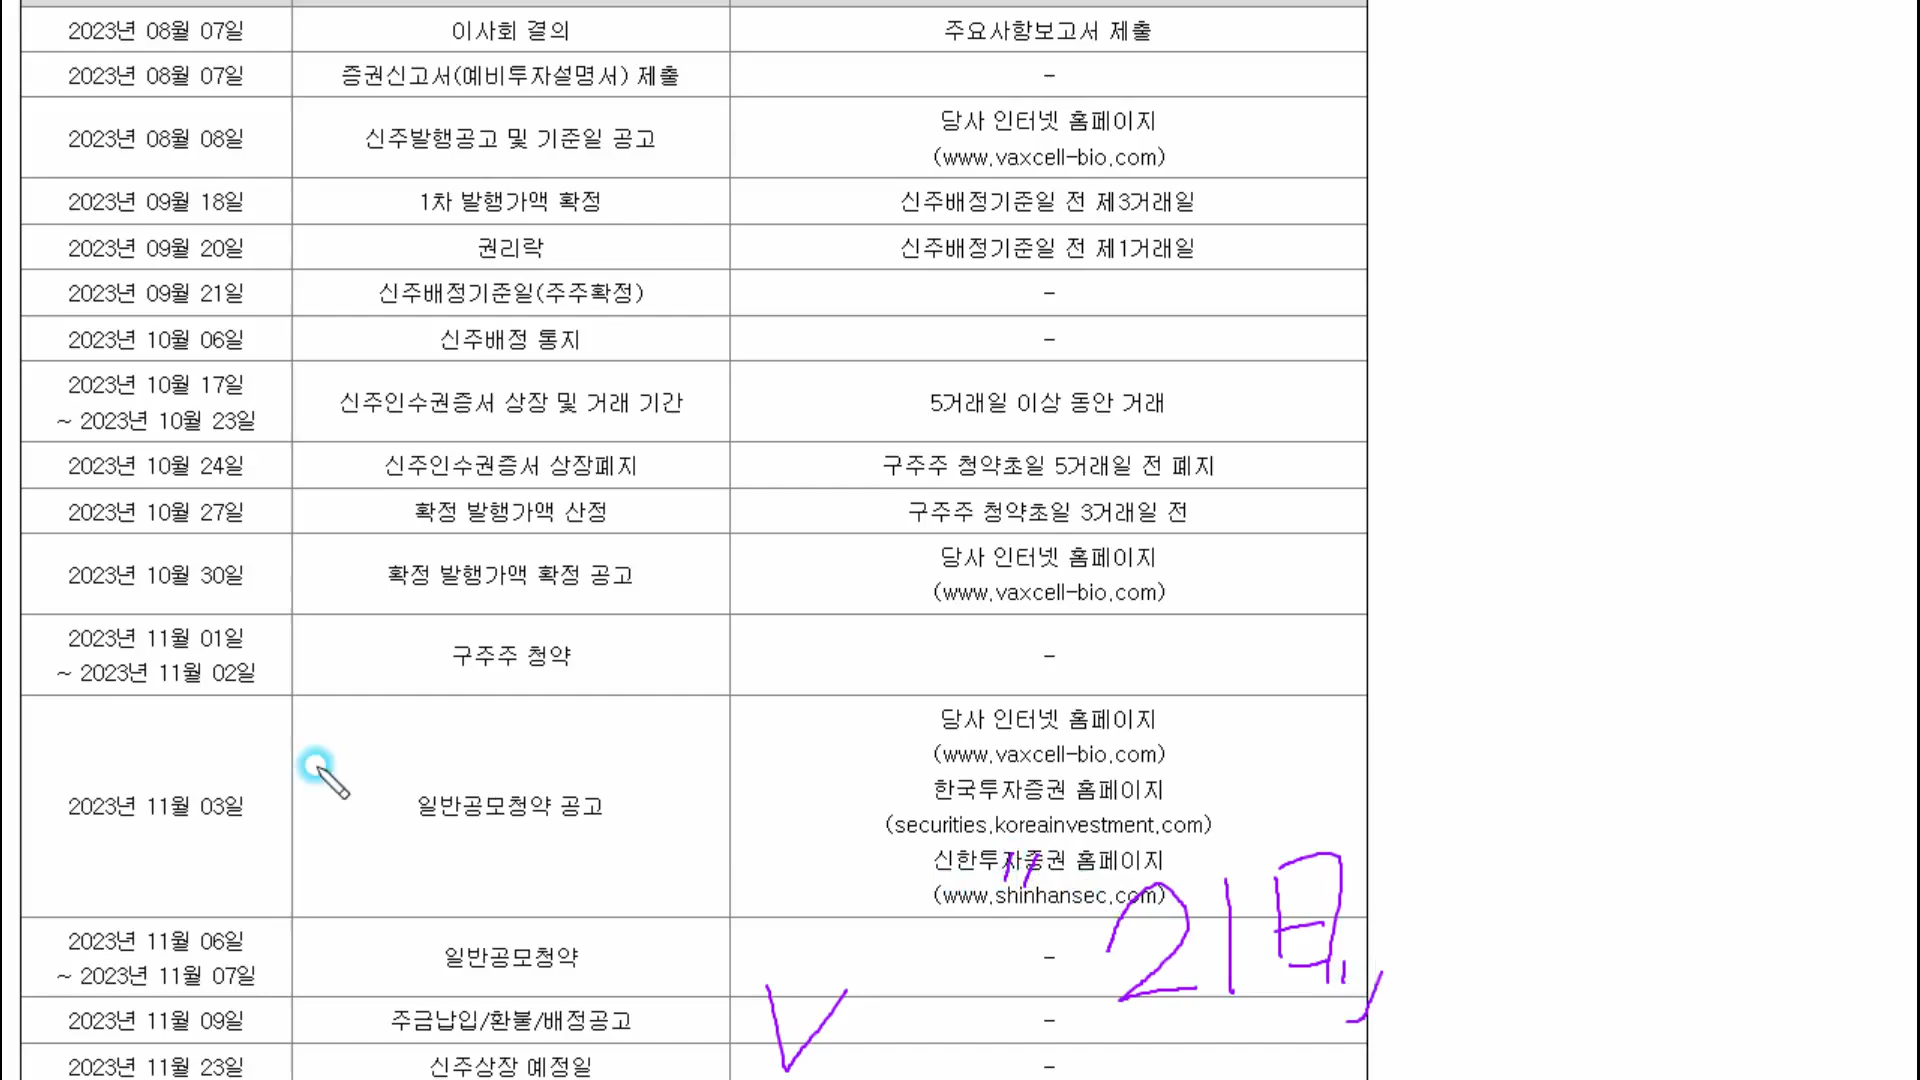 2023년 08월 07일 이사회 결의 주요사항보고서 제출
2023년 08월 07일 증권신고서(예비투자설명서) 제출 -
2023년 08월 08일 신주발행공고 및 기준일 공고 당사 인터넷 홈페이지
(www.vaxcell-bio.com)
2023년 09월 18일 1차 발행가액 확정 신주배정기준일 전 제3거래일
2023년 09월 20일 권리락 신주배정기준일 전 제1거래일
2023년 09월 21일 신주배정기준일(주주확정) -
2023년 10월 06일 신주배정 통지 -
2023년 10월 17일
~ 2023년 10월 23일 신주인수권증서 상장 및 거래 기간 5거래일 이상 동안 거래
2023년 10월 24일 신주인수권증서 상장폐지 구주주 청약초일 5거래일 전 폐지
2023년 10월 27일 확정 발행가액 산정 구주주 청약초일 3거래일 전
2023년 10월 30일 확정 발행가액 확정 공고 당사 인터넷 홈페이지
(www.vaxcell-bio.com)
2023년 11월 01일
~ 2023년 11월 02일 구주주 청약 -
2023년 11월 03일 일반공모청약 공고 당사 인터넷 홈페이지
(www.vaxcell-bio.com)
한국투자증권 홈페이지
(securities.koreainvestment.com)
신한투자증권 홈페이지
(www.shinhansec.com)
2023년 11월 06일
~ 2023년 11월 07일 일반공모청약 -
2023년 11월 09일 주금납입/환불/배정공고 -
2023년 11월 23일 신주상장 예정일 -
21